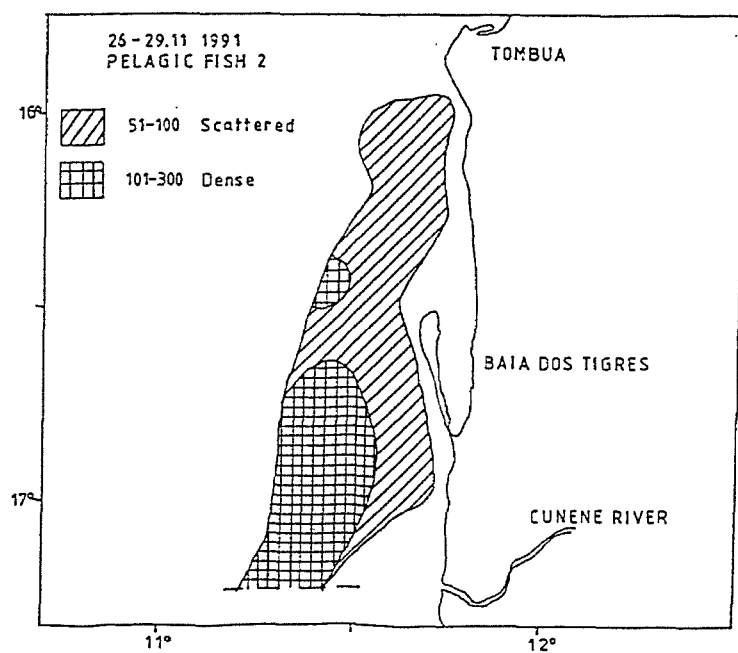 26-29.11 1991
PELAGIC FISH 2
TOMBUA
16°
51-100 Scattered
101-300 Dense
BAIA DOS TIGRES
17°
CUNENE RIVER
11°
12°